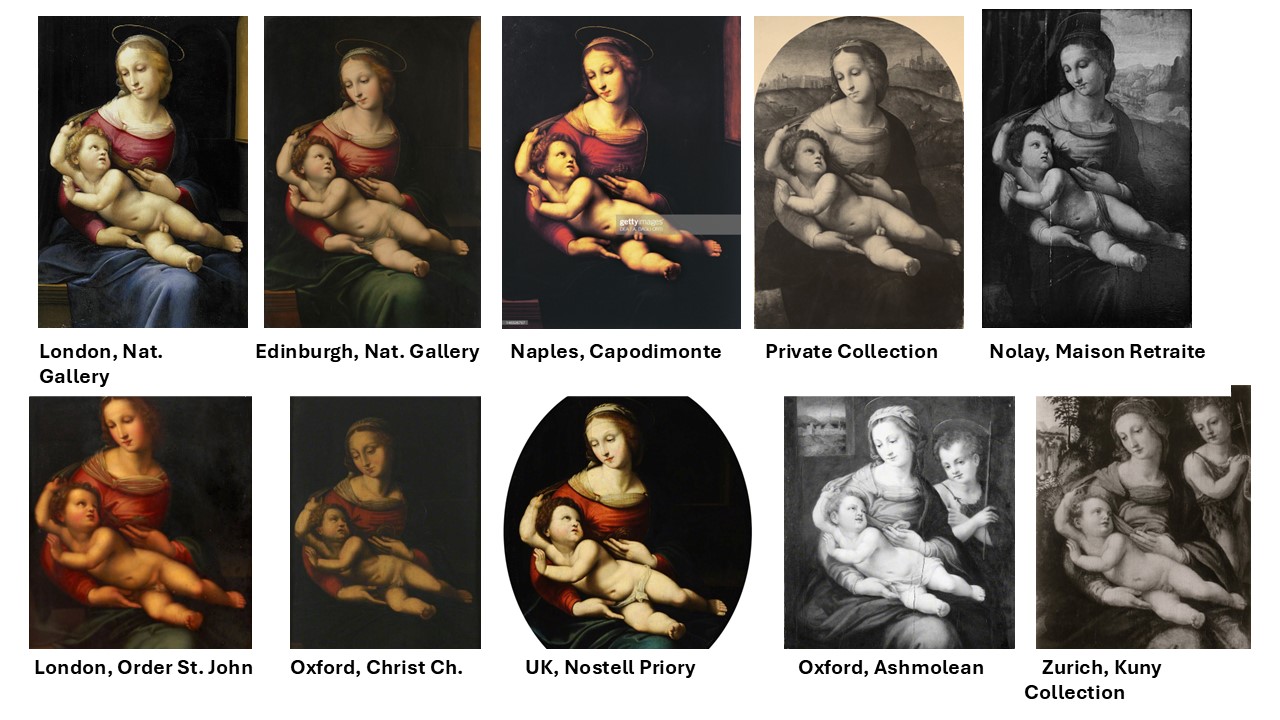 gettyimages
London, Nat.
Gallery
Edinburgh, Nat. Gallery
Naples, Capodimonte
Private Collection
Nolay, Maison Retraite
London, Order St. John
Oxford, Christ Ch.
UK, Nostell Priory
Oxford, Ashmolean
Zurich, Kuny
Collection